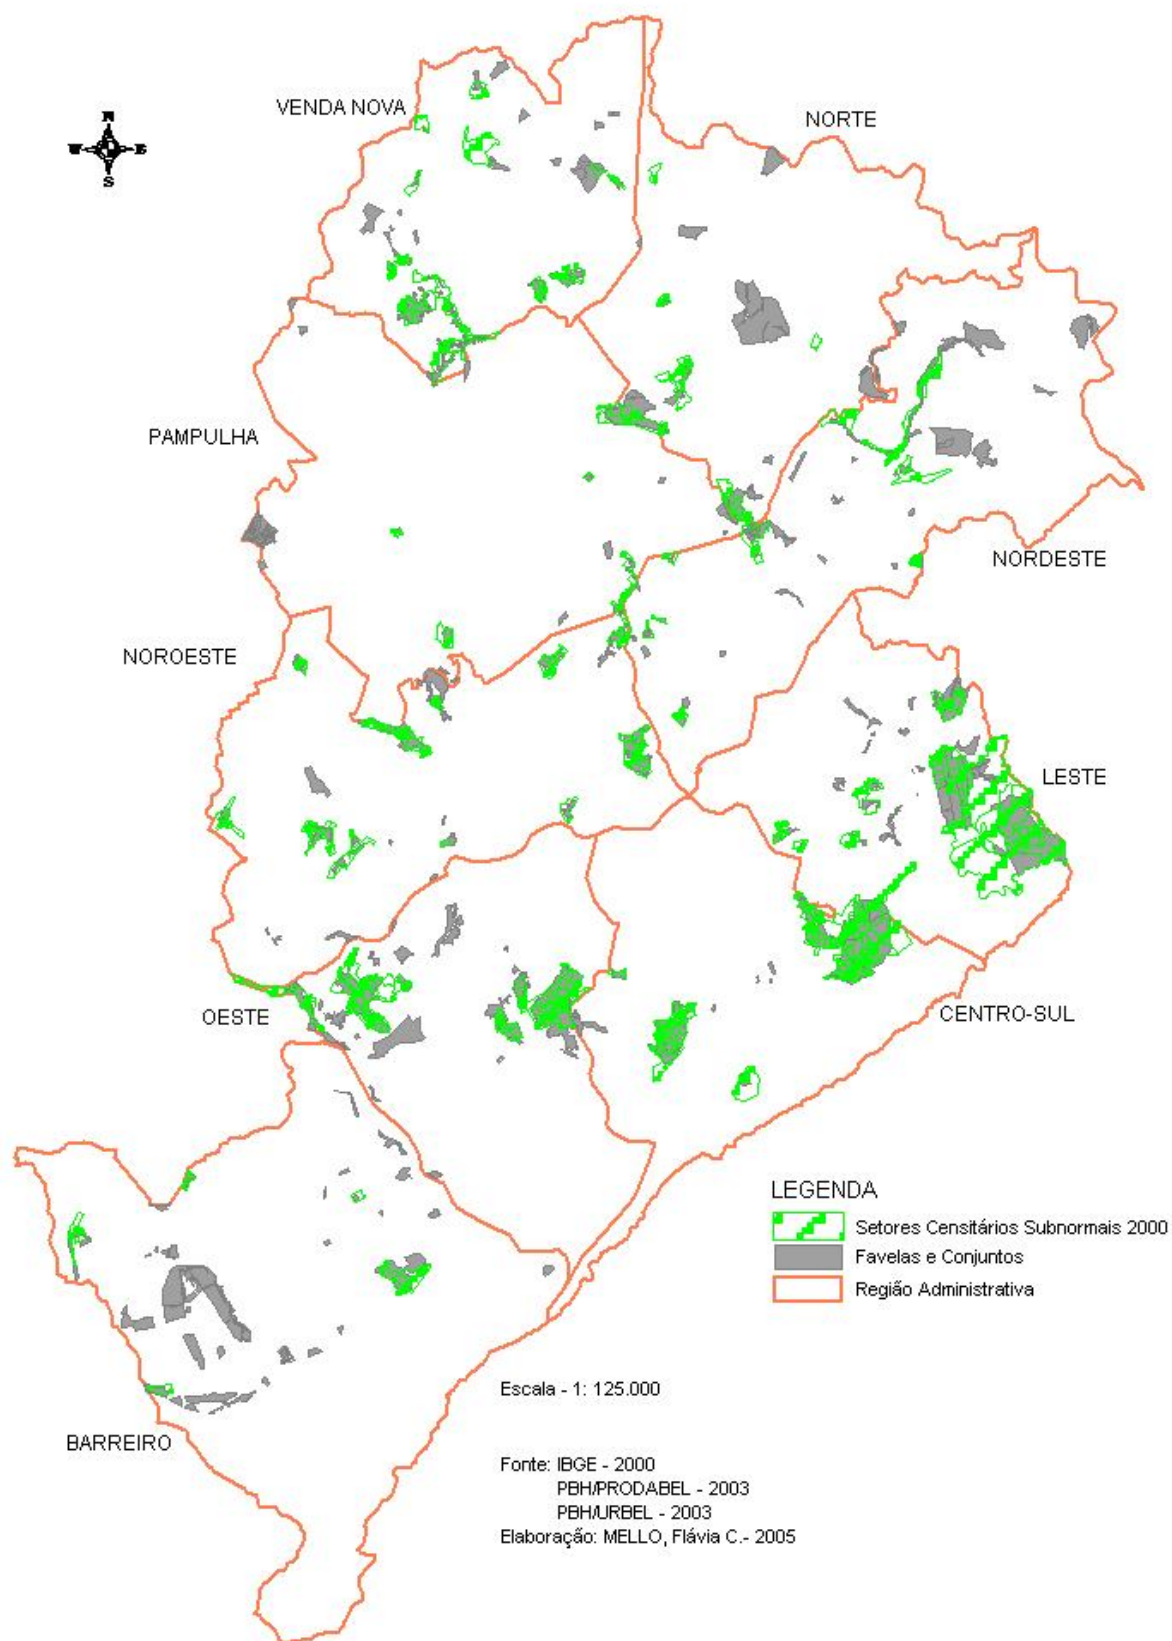 VENDA NOVA
NORTE
N
W E
S
PAMPULHA
NORDESTE
NOROESTE
LESTE
OESTE
CENTRO-SUL
LEGENDA
Setores Censitários Subnormais 2000
Favelas e Conjuntos
Região Administrativa
Escala - 1: 125.000
BARREIRO
Fonte: IBGE - 2000
PBH/PRODABEL - 2003
PBH/URBEL - 2003
Elaboração: MELLO, Flávia C.- 2005